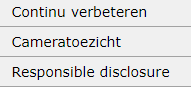 Continu verbeteren
Cameratoezicht
Responsible disclosure